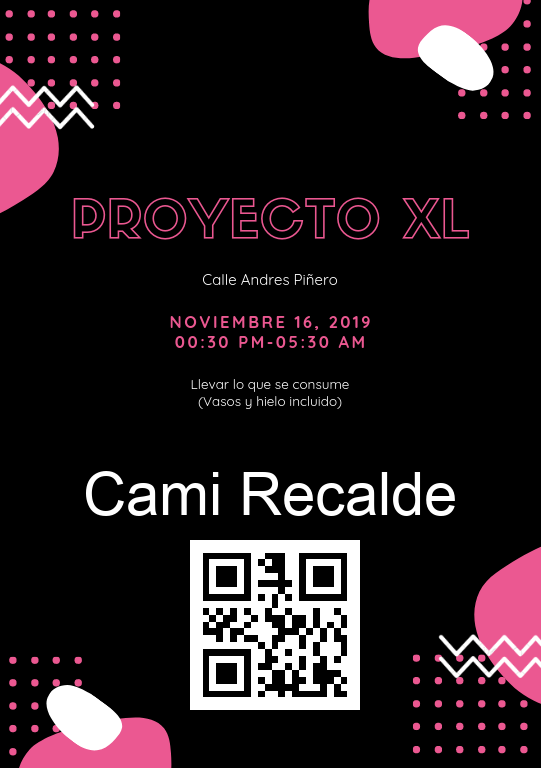 PROYECTO XL
Calle Andres Piñero
NOVIEMBRE 16, 2019
00:30 PM-05:30 AM
Llevar lo que se consume
(Vasos y hielo incluido)
Cami Recalde